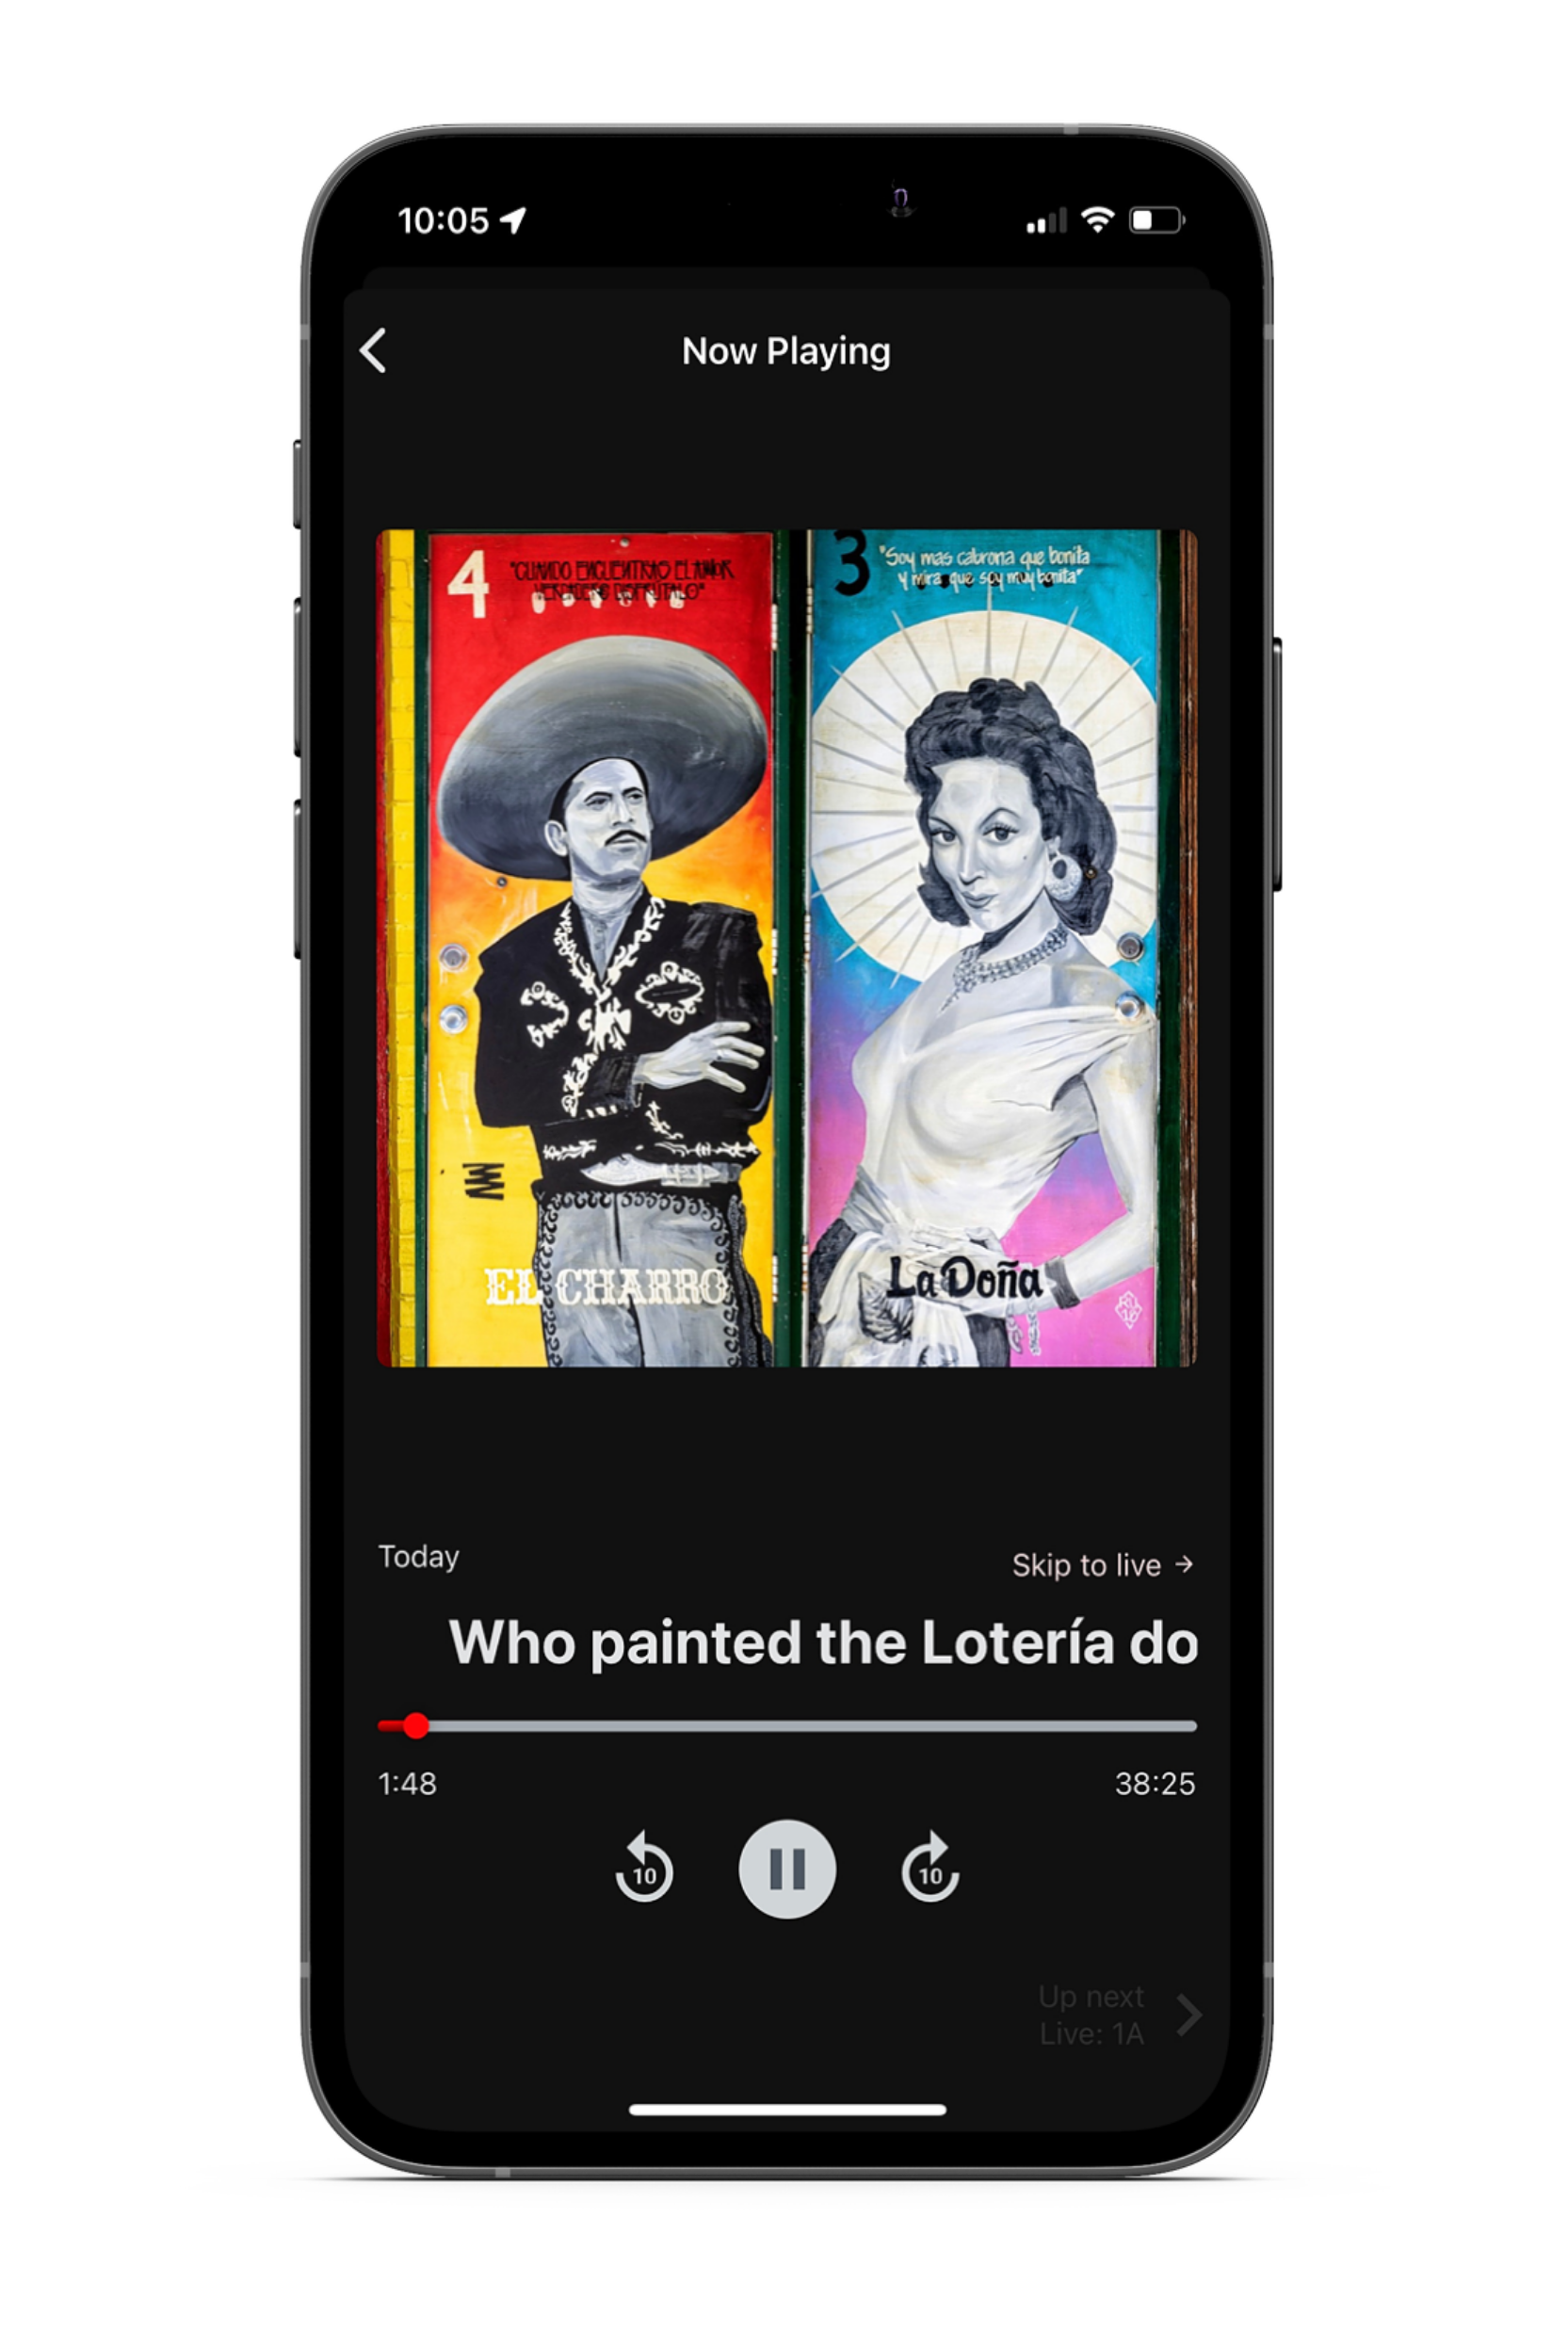 10:05
Now Playing
4
"CUANDO ENCUENTRAS EL AMOR
VERDADERO DISFRUTALO"
3
"Soy mas cabrona que bonita
y mira que soy muy bonita"
EL CHARRO
La Doña
Today
Skip to live
Who painted the Lotería do
1:48
38:25
10
10
Up next
Live: 1A